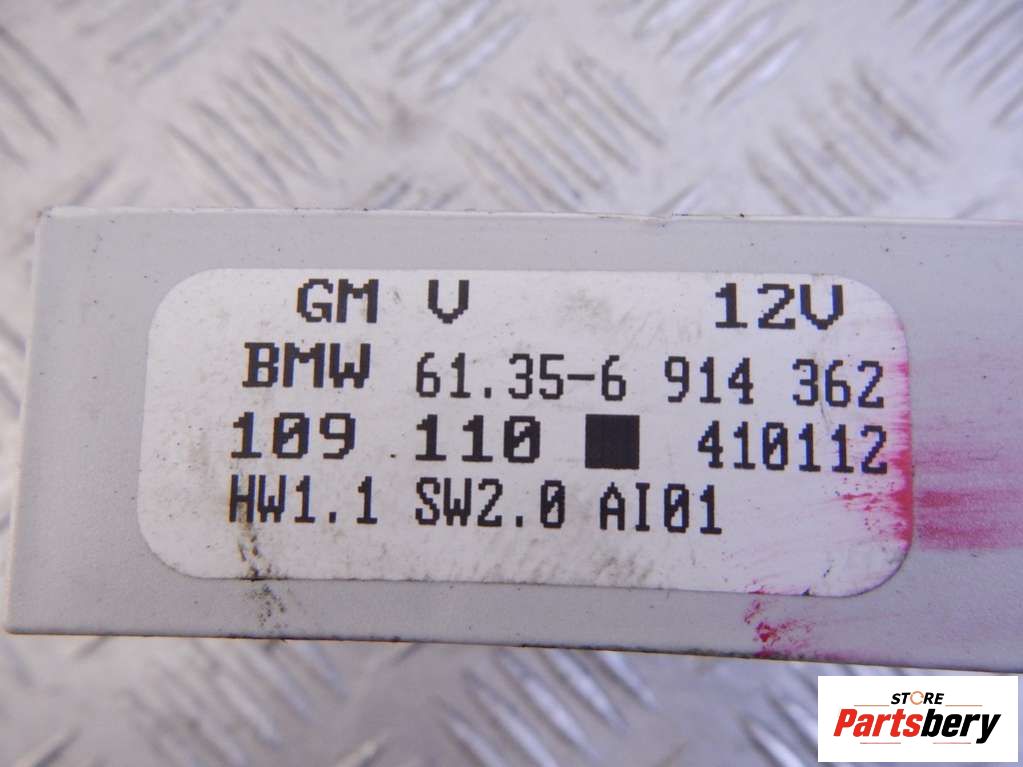 GM V 12V
BMW 61.35-6 914 362
109 110 ■ 410112
HW1.1 SW2.0 AI01
STORE
Partsbery